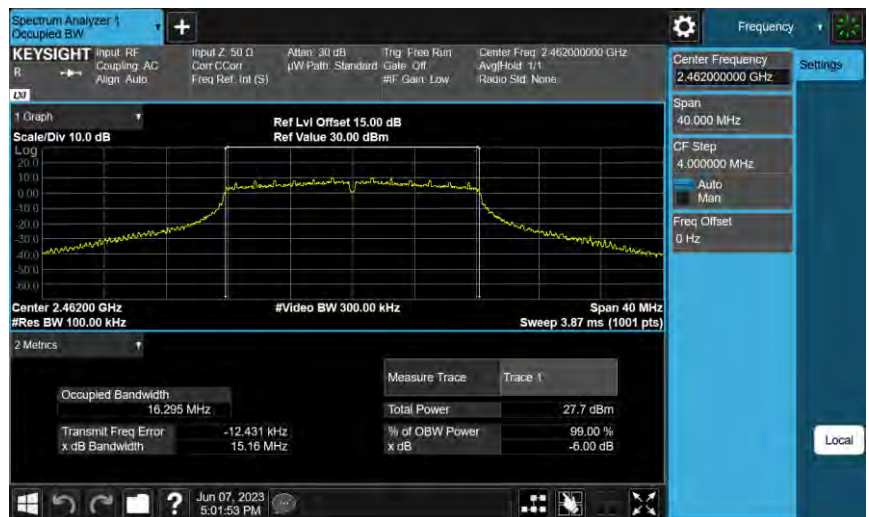 Spectrum Analyzer 1
Occupied BW
Frequency
KEYSIGHT
R
LXI
Input: RF
Coupling: AC
Align: Auto
Input Z: 50 Ω
Corr CCorr
Freq Ref: Int (S)
Atten: 30 dB
µW Path: Standard
Trig: Free Run
Gate: Off
#IF Gain: Low
Center Freq: 2.462000000 GHz
Avg|Hold: 1/1
Radio Std: None
Center Frequency
2.462000000 GHz
Settings
Span
40.000 MHz
CF Step
4.000000 MHz
Auto
Man
Freq Offset
0 Hz
Local
1 Graph
Scale/Div 10.0 dB
Ref Lvl Offset 15.00 dB
Ref Value 30.00 dBm
Log
20.0
10.0
0.00
-10.0
-20.0
-30.0
-40.0
-50.0
-60.0
Center 2.46200 GHz
#Res BW 100.00 kHz
#Video BW 300.00 kHz
Span 40 MHz
Sweep 3.87 ms (1001 pts)
2 Metrics
Measure Trace Trace 1
Occupied Bandwidth
16.295 MHz
Total Power 27.7 dBm
Transmit Freq Error -12.431 kHz
% of OBW Power 99.00 %
x dB Bandwidth 15.16 MHz
x dB -6.00 dB
?
Jun 07, 2023
5:01:53 PM